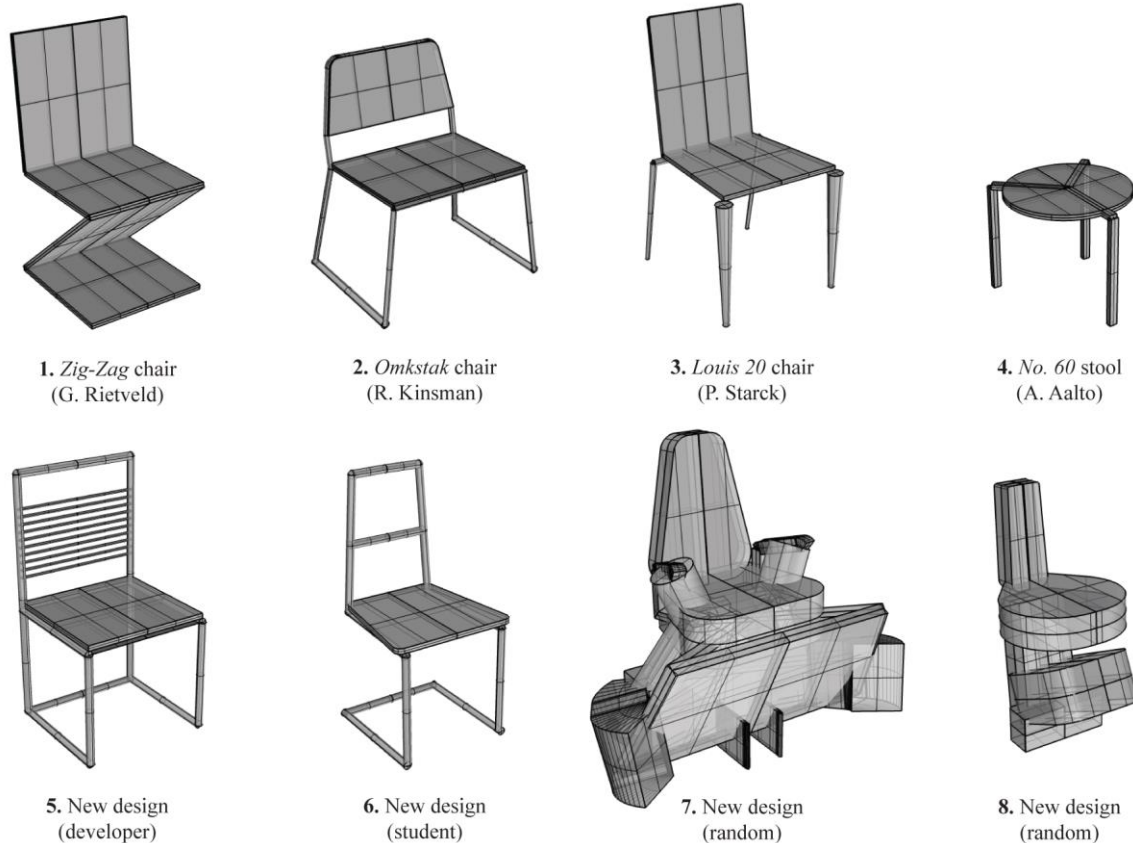 1. Zig-Zag chair
(G. Rietveld)
2. Omkstak chair
(R. Kinsman)
3. Louis 20 chair
(P. Starck)
4. No. 60 stool
(A. Aalto)
5. New design
(developer)
6. New design
(student)
7. New design
(random)
8. New design
(random)